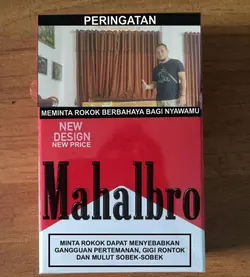 PERINGATAN
MEMINTA ROKOK BERBAHAYA BAGI NYAWAMU
NEW
DESIGN
NEW PRICE
Mahalbro
MINTA ROKOK DAPAT MENYEBABKAN
GANGGUAN PERTEMANAN, GIGI RONTOK
DAN MULUT SOBEK-SOBEK